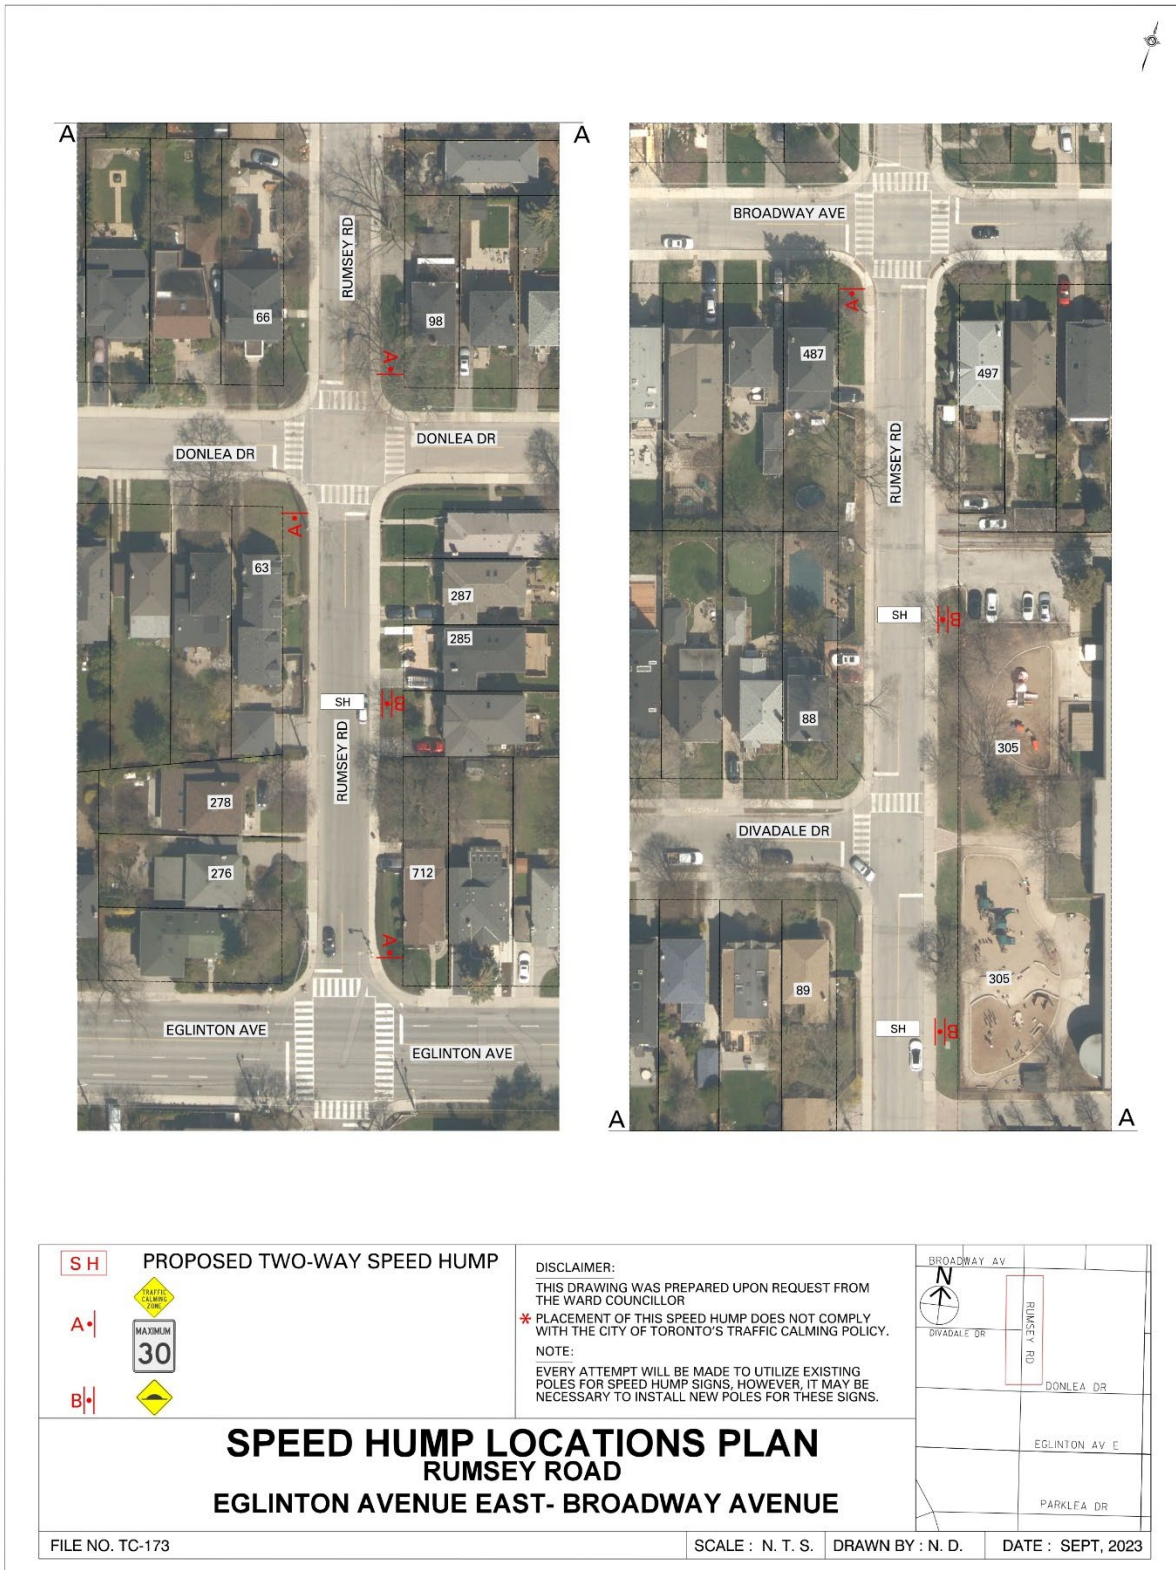 A
A
RUMSEY RD
66
98
A
DONLEA DR
DONLEA DR
A
63
287
285
SH
B
RUMSEY RD
278
276
712
A
EGLINTON AVE
EGLINTON AVE
BROADWAY AVE
A
487
497
RUMSEY RD
SH
B
88
305
DIVADALE DR
305
89
SH
B
A
A
S H
PROPOSED TWO-WAY SPEED HUMP
TRAFFIC
CALMING
ZONE
A
MAXIMUM
30
B
DISCLAIMER:
THIS DRAWING WAS PREPARED UPON REQUEST FROM
THE WARD COUNCILLOR
* PLACEMENT OF THIS SPEED HUMP DOES NOT COMPLY
WITH THE CITY OF TORONTO'S TRAFFIC CALMING POLICY.
NOTE:
EVERY ATTEMPT WILL BE MADE TO UTILIZE EXISTING
POLES FOR SPEED HUMP SIGNS, HOWEVER, IT MAY BE
NECESSARY TO INSTALL NEW POLES FOR THESE SIGNS.
BROADWAY AV
N
DIVADALE DR
RUMSEY RD
DONLEA DR
EGLINTON AV E
PARKLEA DR
SPEED HUMP LOCATIONS PLAN
RUMSEY ROAD
EGLINTON AVENUE EAST- BROADWAY AVENUE
FILE NO. TC-173
SCALE : N. T. S.
DRAWN BY : N. D.
DATE : SEPT, 2023